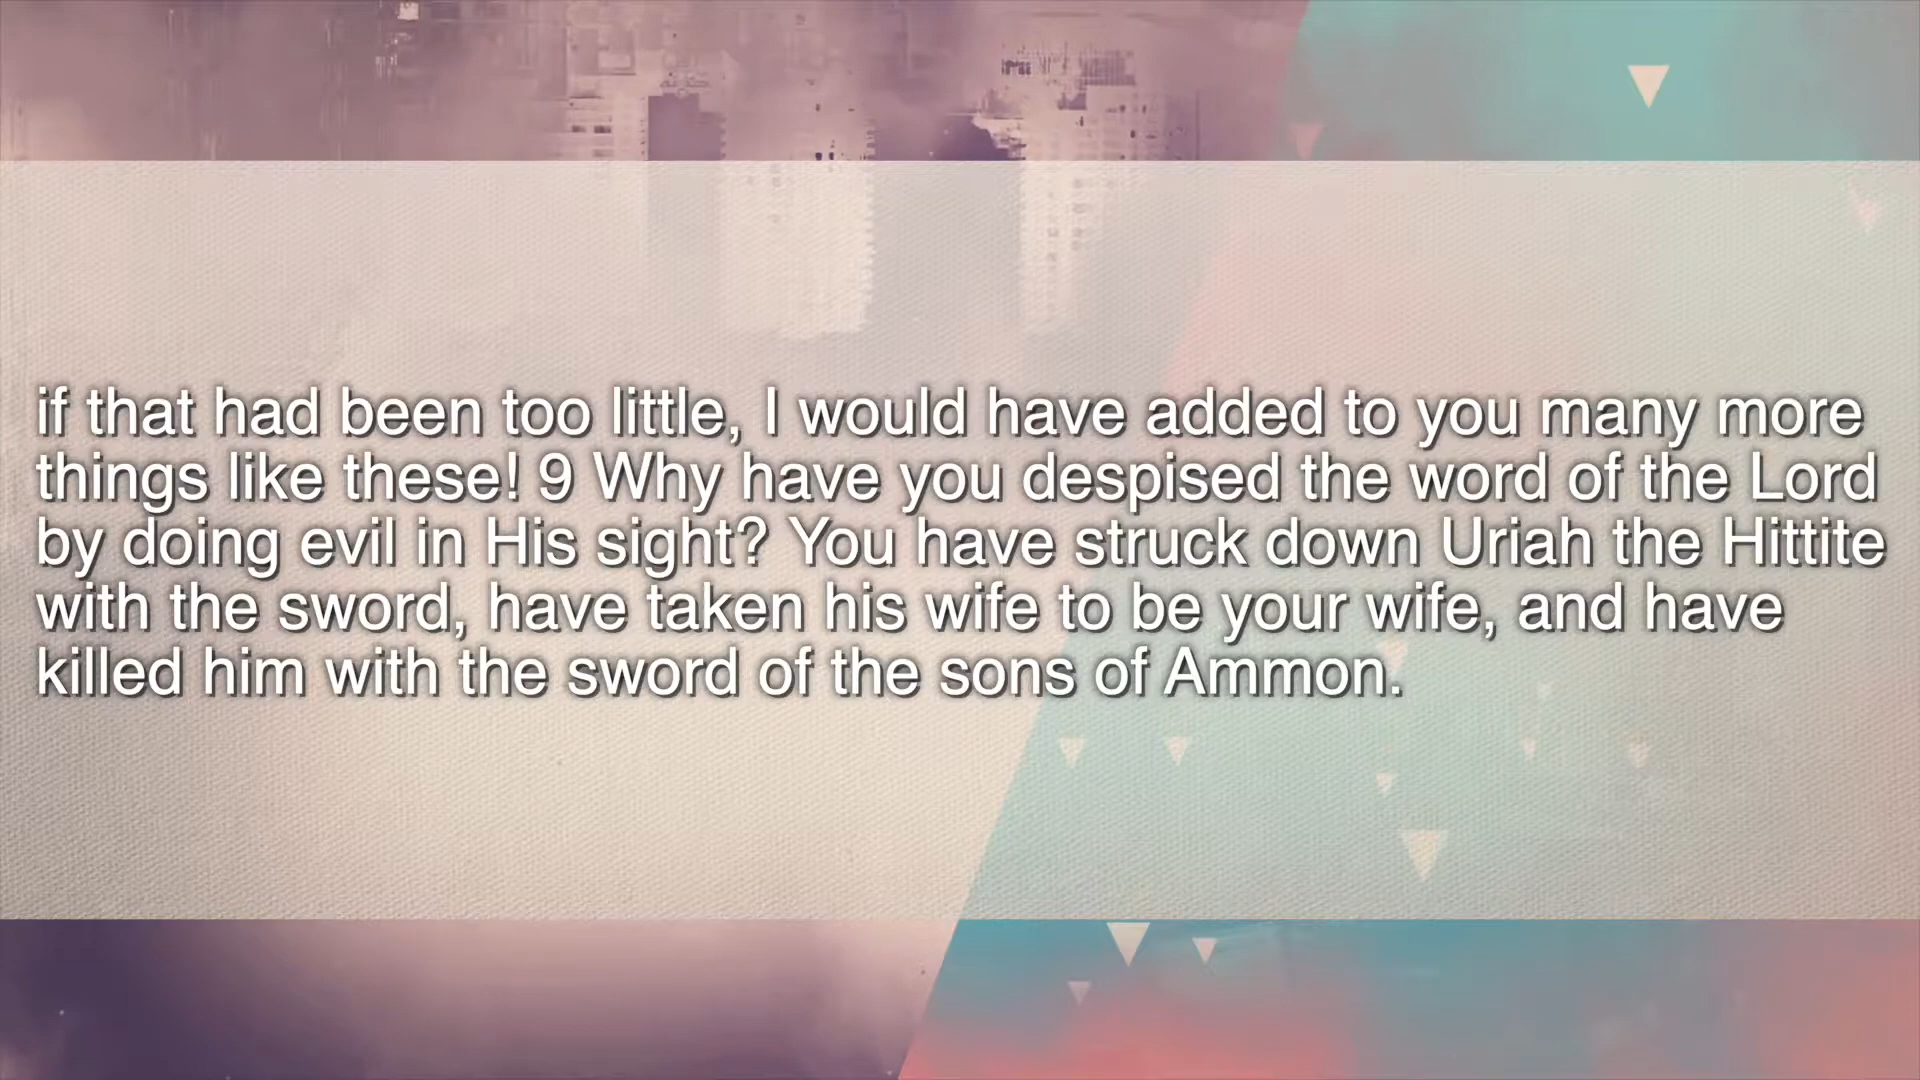 if that had been too little, I would have added to you many more
things like these! 9 Why have you despised the word of the Lord
by doing evil in His sight? You have struck down Uriah the Hittite
with the sword, have taken his wife to be your wife, and have
killed him with the sword of the sons of Ammon.